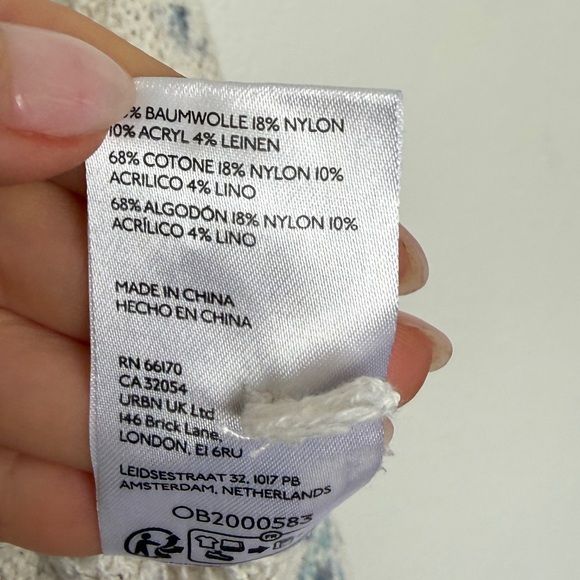 % BAUMWOLLE 18% NYLON
10% ACRYL 4% LEINEN
68% COTONE 18% NYLON 10%
ACRILICO 4% LINO
68% ALGODÓN 18% NYLON 10%
ACRÍLICO 4% LINO
MADE IN CHINA
HECHO EN CHINA
RN 66170
CA 32054
URBN UK Ltd
146 Brick Lane,
LONDON, E1 6RU
LEIDSESTRAAT 32, 1017 PB
AMSTERDAM, NETHERLANDS
OB2000583
FR